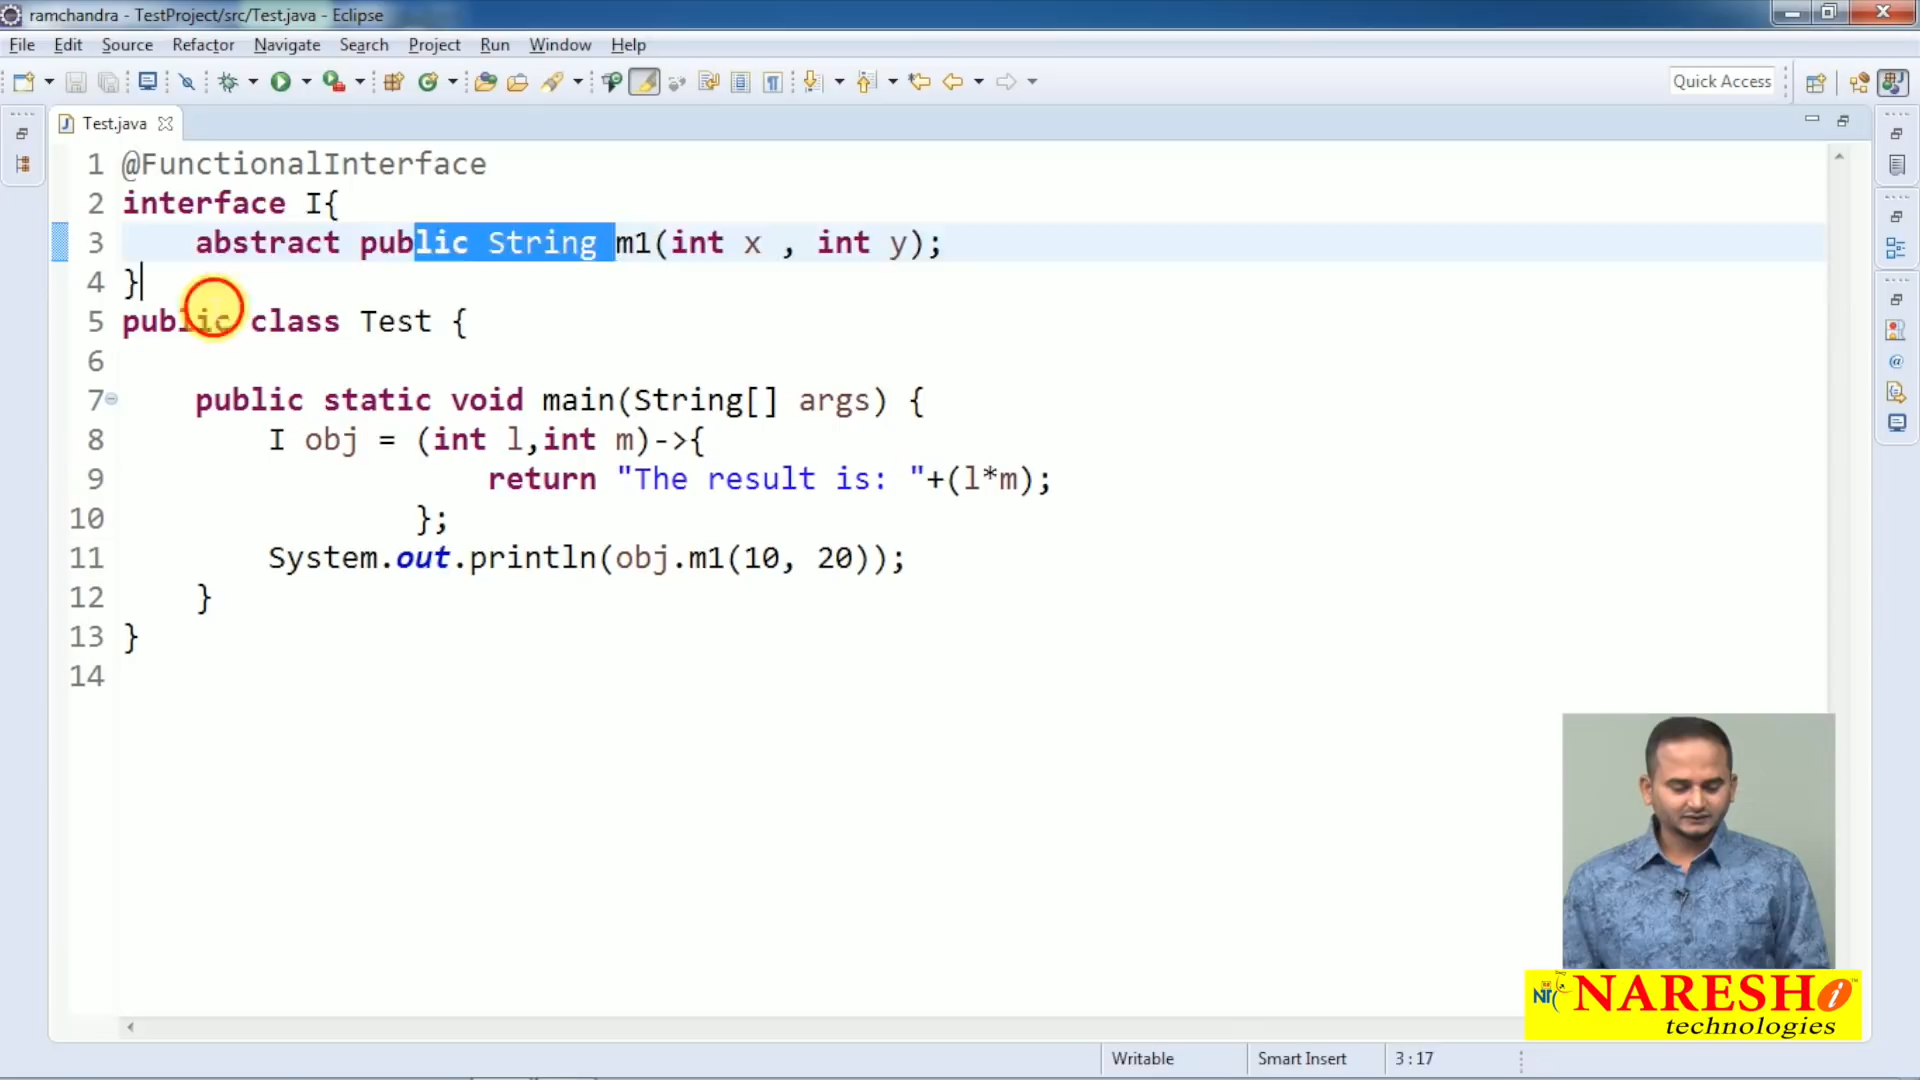 ramchandra - TestProject/src/Test.java - Eclipse
File Edit Source Refactor Navigate Search Project Run Window Help
Quick Access
Test.java
1 @FunctionalInterface
2 interface I{
3 abstract public String m1(int x , int y);
4 }
5 public class Test {
6
7 public static void main(String[] args) {
8 I obj = (int l,int m)->{
9 return "The result is: "+(l*m);
10 };
11 System.out.println(obj.m1(10, 20));
12 }
13 }
14
NARESH i
technologies
Writable Smart Insert 3 : 17